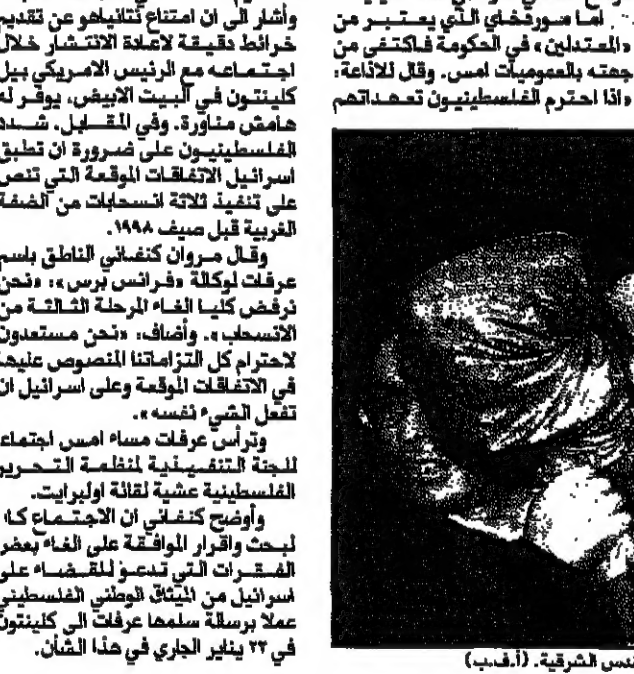 أما موردخاي الذي يعتبر من
«المعتدلين» في الحكومة فاكتفى من
جهته بالعموميات امس. وقال للاذاعة:
«اذا احترم الفلسطينيون تعهداتهم
دس الشرقية. (أ.ف.ب)
وأشار الى ان امتناع نتانياهو عن تقديم
خرائط دقيقة لاعادة الانتشار خلال
اجتماعه مع الرئيس الامريكي بيل
كلينتون في البيت الابيض، يوفر له
هامش مناورة. وفي المقابل. شدد
الفلسطينيون على ضرورة ان تطبق
اسرائيل الاتفاقات الموقعة التي تنص
على تنفيذ ثلاثة انسحابات من الضفة
الغربية قبل صيف ١٩٩٨.
وقال مروان كنفاني الناطق باسم
عرفات لوكالة «فرانس برس»: «نحن
نرفض كليا الغاء المرحلة الثالثة من
الانسحاب». وأضاف: «نحن مستعدون
لاحترام كل التزاماتنا المنصوص عليها
في الاتفاقات الموقعة وعلى اسرائيل ان
تفعل الشيء نفسه».
وترأس عرفات مساء امس اجتماعا
للجنة التنفيذية لمنظمة التحرير
الفلسطينية عشية لقائه اولبرايت.
وأوضح كنفاني ان الاجتماع كا
لبحث واقرار الموافقة على الغاء بعض
الفقرات التي تدعو للقضاء على
اسرائيل من الميثاق الوطني الفلسطيني
عملا برسالة سلمها عرفات الى كلينتون
في ٢٢ يناير الجاري في هذا الشأن.